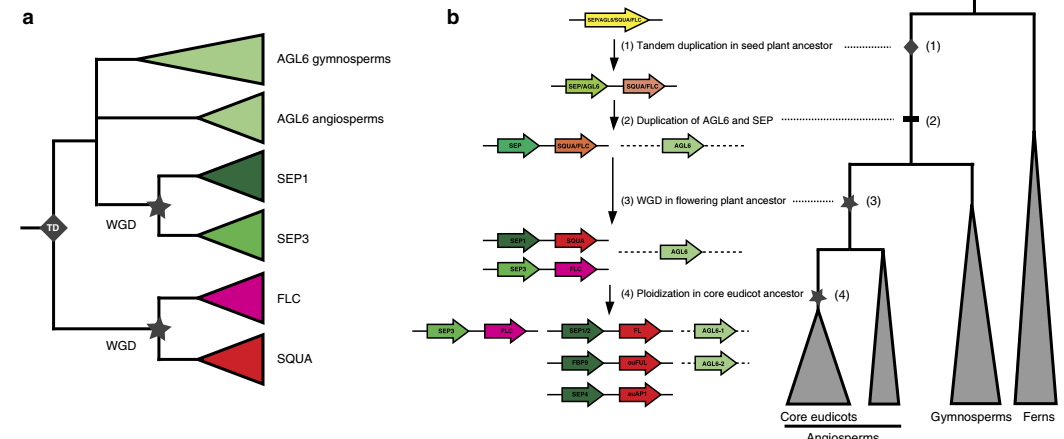 a
AGL6 gymnosperms
AGL6 angiosperms
SEP1
WGD
SEP3
TD
FLC
WGD
SQUA
b
SEP/AGL6/SQUA/FLC
(1) Tandem duplication in seed plant ancestor
(1)
SEP/AGL6 SQUA/FLC
(2) Duplication of AGL6 and SEP
(2)
SEP SQUA/FLC AGL6
(3) WGD in flowering plant ancestor
(3)
SEP1 SQUA
AGL6
SEP3 FLC
(4) Ploidization in core eudicot ancestor
(4)
SEP3 FLC SEP1/2 FL AGL6-1
FBP9 euFUL AGL6-2
SEP4 euAP1
Core eudicots Gymnosperms Ferns
Angiosperms